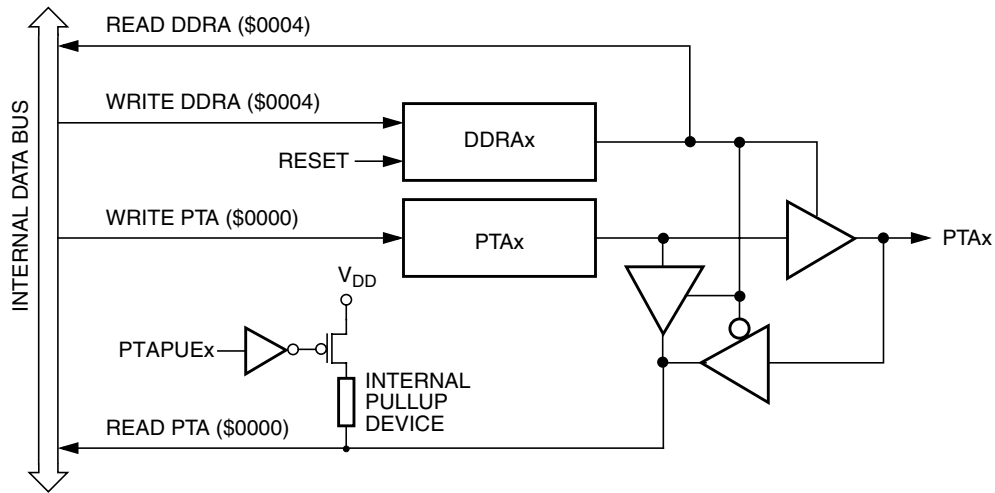 READ DDRA ($0004)
WRITE DDRA ($0004)
DDRAx
RESET
WRITE PTA ($0000)
PTAx
PTAx
VDD
PTAPUEx
INTERNAL
PULLUP
DEVICE
READ PTA ($0000)
INTERNAL DATA BUS